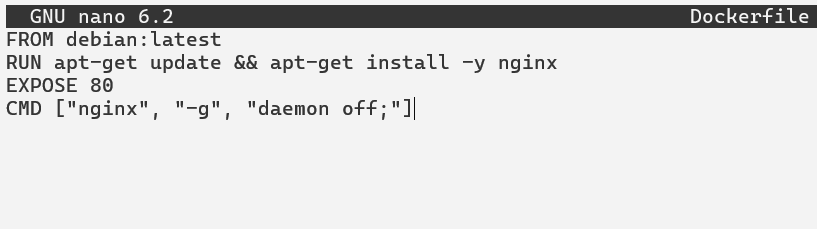 GNU nano 6.2 Dockerfile
FROM debian:latest
RUN apt-get update && apt-get install -y nginx
EXPOSE 80
CMD ["nginx", "-g", "daemon off;"]